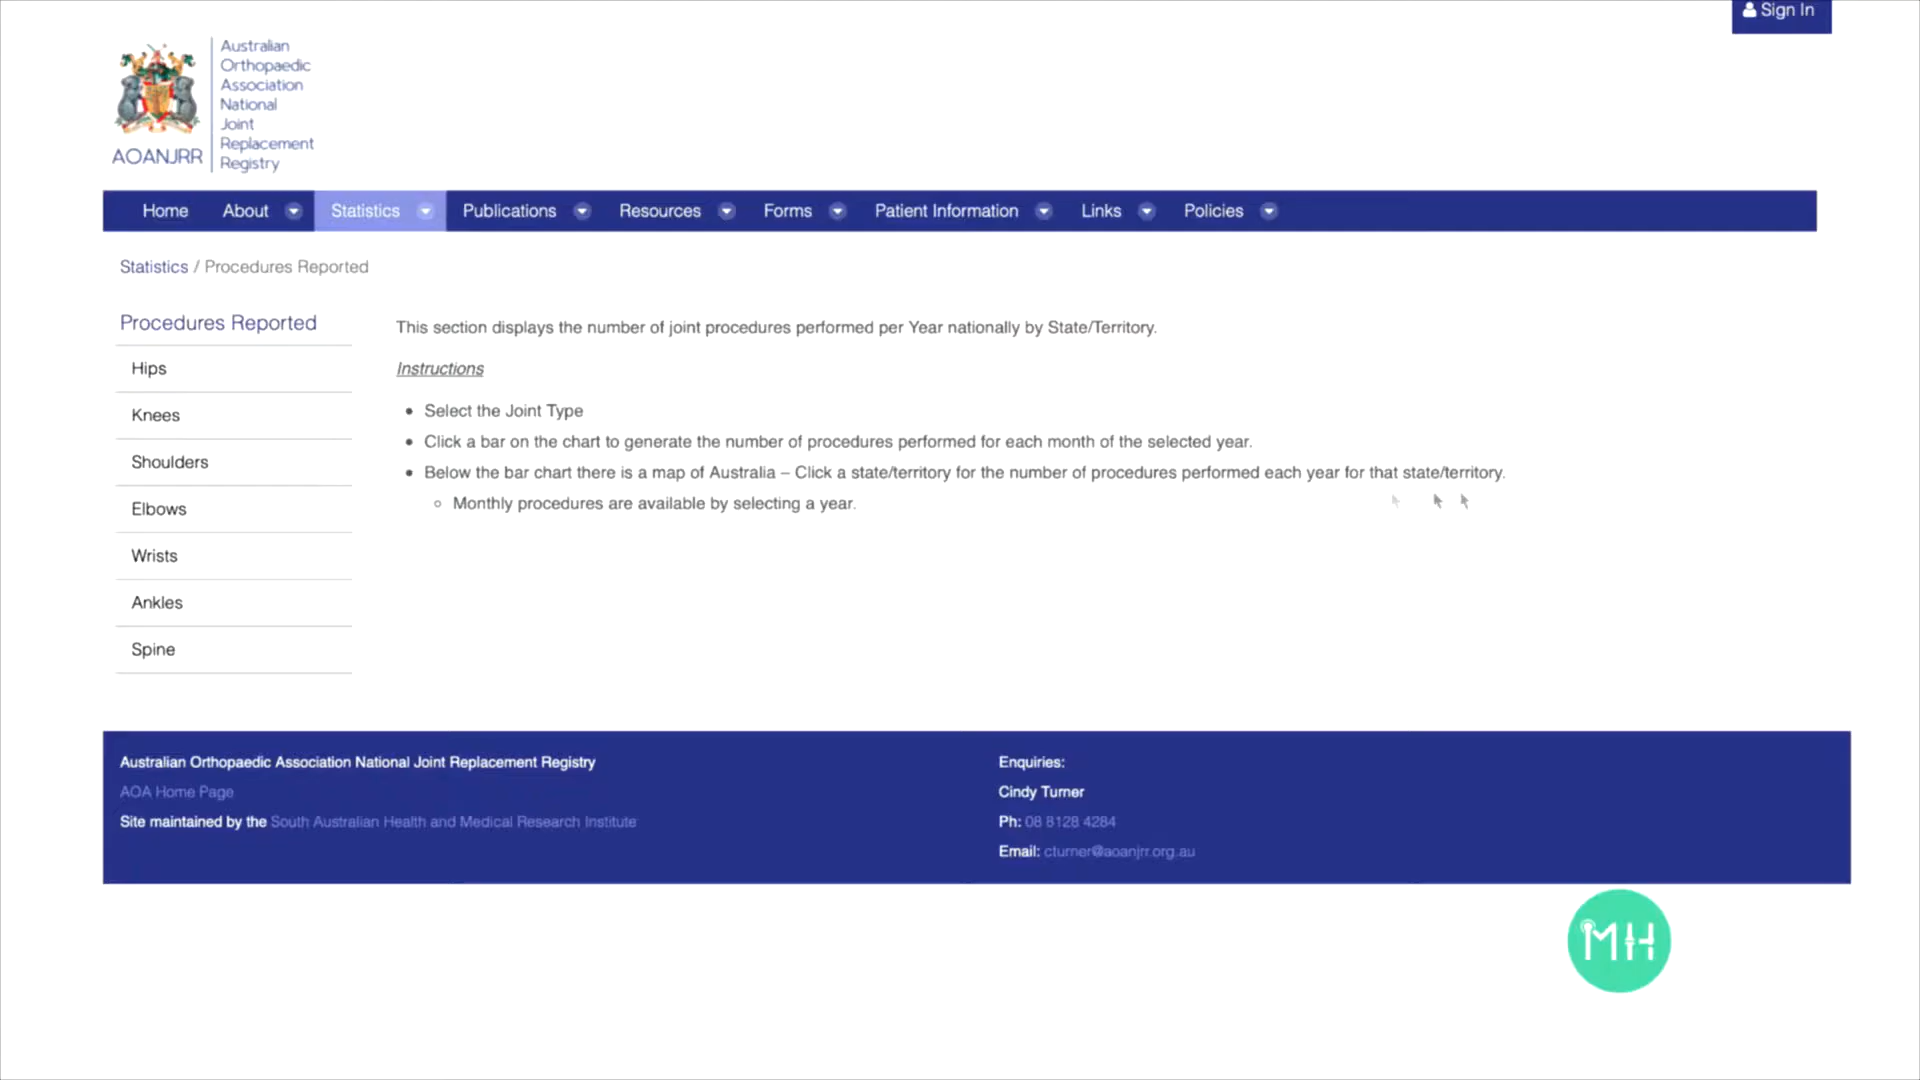 Sign In
Australian
Orthopaedic
Association
National
Joint
Replacement
Registry
AOANJRR
Home About Statistics Publications Resources Forms Patient Information Links Policies
Statistics / Procedures Reported
Procedures Reported
Hips
Knees
Shoulders
Elbows
Wrists
Ankles
Spine
This section displays the number of joint procedures performed per Year nationally by State/Territory.
Instructions
• Select the Joint Type
• Click a bar on the chart to generate the number of procedures performed for each month of the selected year.
• Below the bar chart there is a map of Australia – Click a state/territory for the number of procedures performed each year for that state/territory.
○ Monthly procedures are available by selecting a year.
Australian Orthopaedic Association National Joint Replacement Registry
AOA Home Page
Site maintained by the South Australian Health and Medical Research Institute
Enquiries:
Cindy Turner
Ph: 08 8128 4284
Email: cturner@aoanjrr.org.au
MH